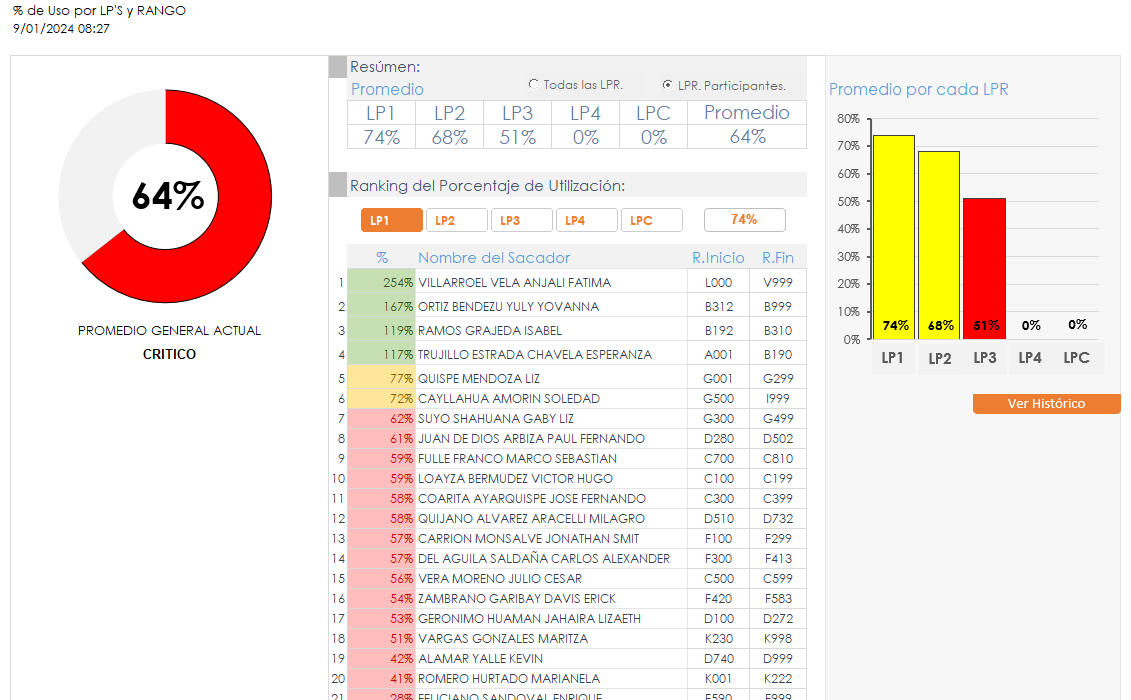 % de Uso por LP'S y RANGO
9/01/2024 08:27
64%
PROMEDIO GENERAL ACTUAL
CRITICO
Resúmen:
Promedio
Todas las LPR. LPR. Participantes.
LP1 LP2 LP3 LP4 LPC Promedio
74% 68% 51% 0% 0% 64%
Ranking del Porcentaje de Utilización:
LP1 LP2 LP3 LP4 LPC 74%
% Nombre del Sacador R.Inicio R.Fin
1 254% VILLARROEL VELA ANJALI FATIMA L000 V999
2 167% ORTIZ BENDEZU YULY YOVANNA B312 B999
3 119% RAMOS GRAJEDA ISABEL B192 B310
4 117% TRUJILLO ESTRADA CHAVELA ESPERANZA A001 B190
5 77% QUISPE MENDOZA LIZ G001 G299
6 72% CAYLLAHUA AMORIN SOLEDAD G500 I999
7 62% SUYO SHAHUANA GABY LIZ G300 G499
8 61% JUAN DE DIOS ARBIZA PAUL FERNANDO D280 D502
9 59% FULLE FRANCO MARCO SEBASTIAN C700 C810
10 59% LOAYZA BERMUDEZ VICTOR HUGO C100 C199
11 58% COARITA AYARQUISPE JOSE FERNANDO C300 C399
12 58% QUIJANO ALVAREZ ARACELLI MILAGRO D510 D732
13 57% CARRION MONSALVE JONATHAN SMIT F100 F299
14 57% DEL AGUILA SALDAÑA CARLOS ALEXANDER F300 F413
15 56% VERA MORENO JULIO CESAR C500 C599
16 54% ZAMBRANO GARIBAY DAVIS ERICK F420 F583
17 53% GERONIMO HUAMAN JAHAIRA LIZAETH D100 D272
18 51% VARGAS GONZALES MARITZA K230 K998
19 42% ALAMAR YALLE KEVIN D740 D999
20 41% ROMERO HURTADO MARIANELA K001 K222
21 28% FELICIANO SANDOVAL ENRIQUE F590 F999
Promedio por cada LPR
80%
70%
60%
50%
40%
30%
20%
10%
0%
74% 68% 51% 0% 0%
LP1 LP2 LP3 LP4 LPC
Ver Histórico